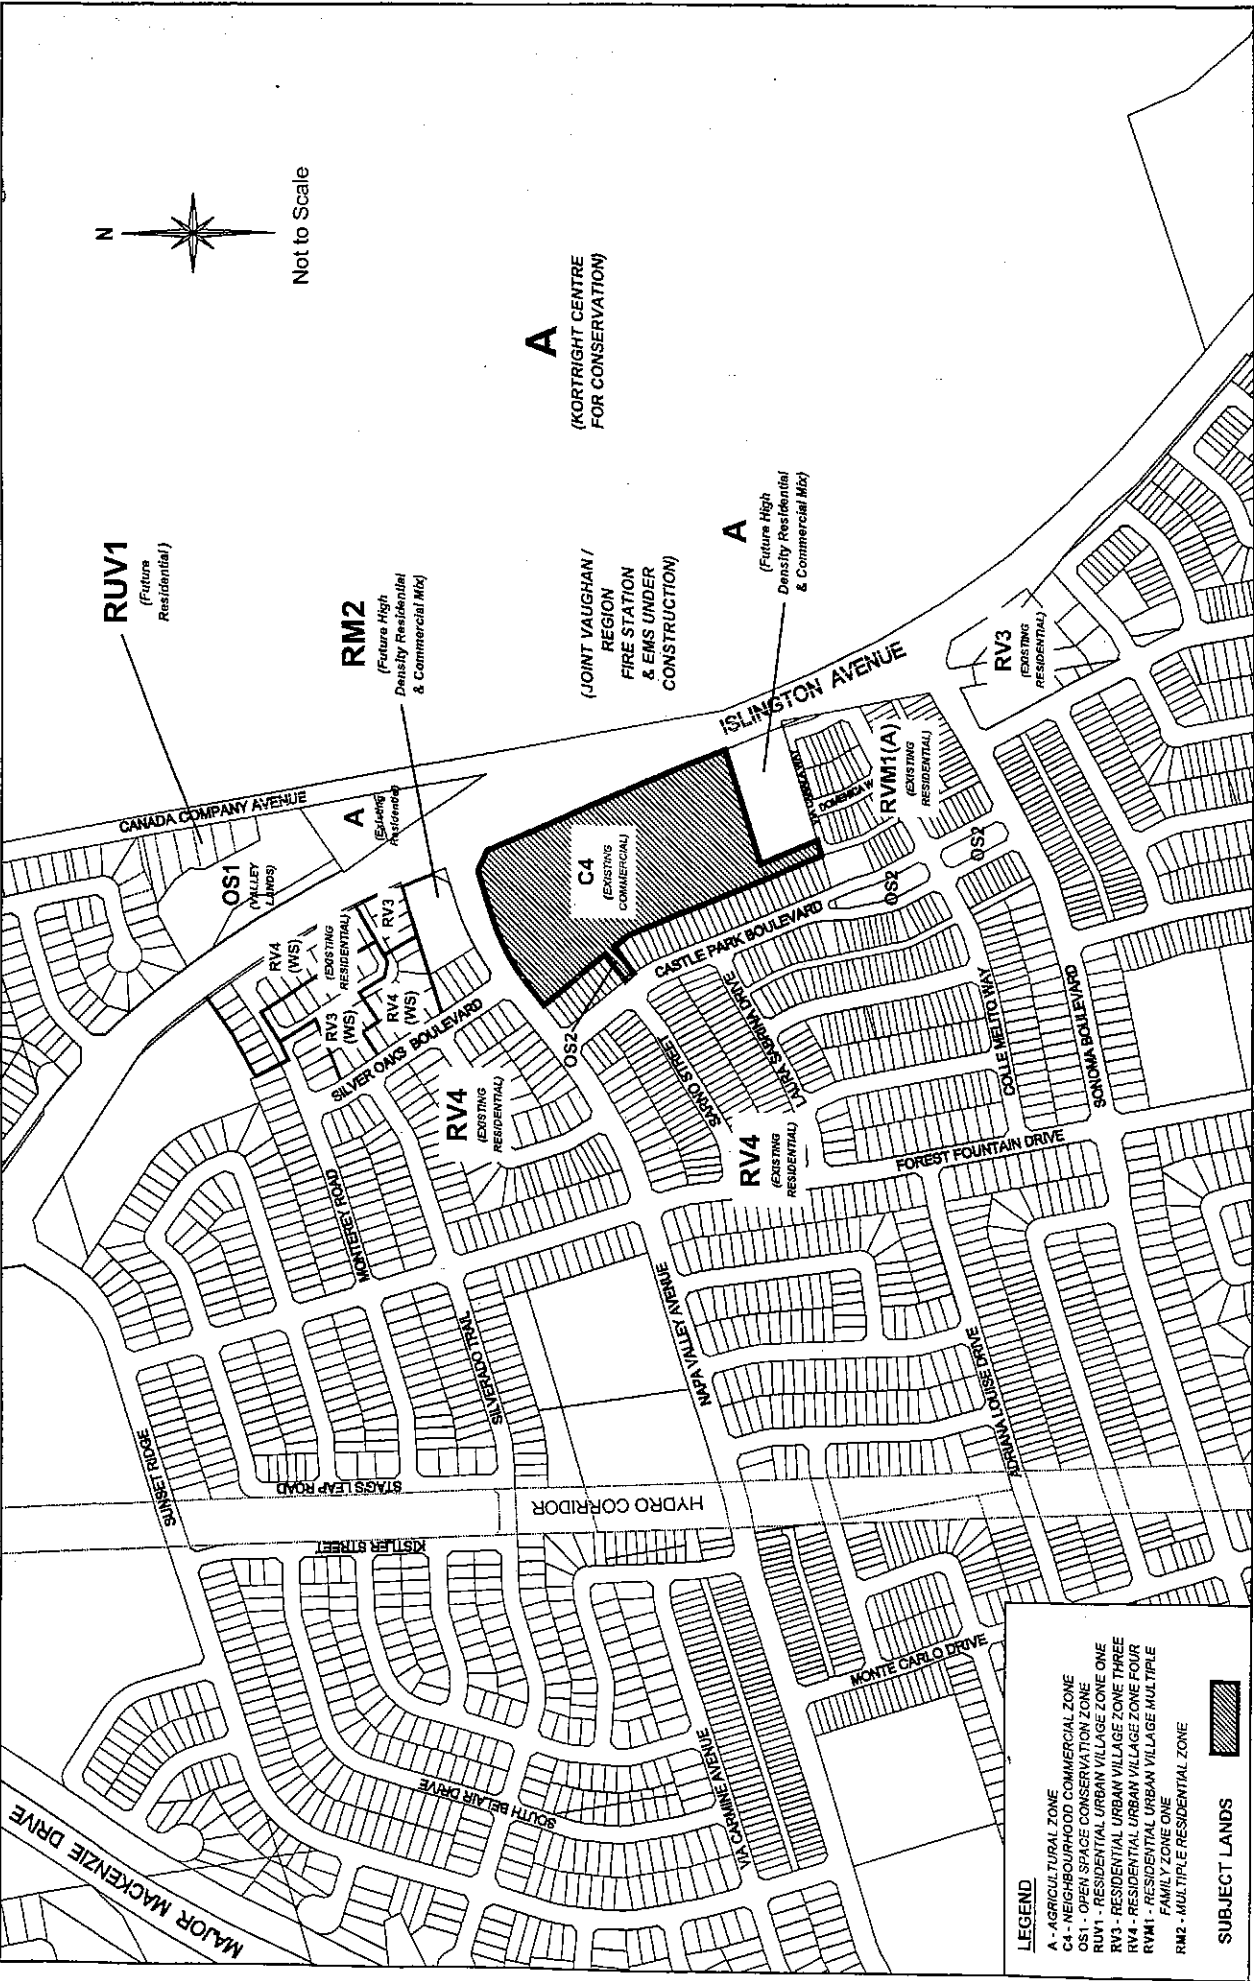 N
Not to Scale
RUV1
(Future
Residential)
RM2
(Future High
Density Residential
& Commercial Mix)
A
(KORTRIGHT CENTRE
FOR CONSERVATION)
(JOINT VAUGHAN /
REGION
FIRE STATION
& EMS UNDER
CONSTRUCTION)
A
(Future High
Density Residential
& Commercial Mix)
CANADA COMPANY AVENUE
A
(Existing
Residential)
OS1
(VALLEY
LANDS)
ISLINGTON AVENUE
RV4
(WS)
(EXISTING
RESIDENTIAL)
RV3
RV3
(WS)
RV4
(WS)
SILVER OAKS BOULEVARD
C4
(EXISTING
COMMERCIAL)
OS2
CASTLE PARK BOULEVARD
OS2
OS2
RVM1(A)
(EXISTING
RESIDENTIAL)
RV3
(EXISTING
RESIDENTIAL)
RV4
(EXISTING
RESIDENTIAL)
MONTEREY ROAD
SILVERADO TRAIL
LAURA SABRINA DRIVE
RV4
(EXISTING
RESIDENTIAL)
COLLE MELITO WAY
SONOMA BOULEVARD
FOREST FOUNTAIN DRIVE
NAPA VALLEY AVENUE
ADRIANA LOUISE DRIVE
SUNSET RIDGE
STAGS LEAP ROAD
HYDRO CORRIDOR
KISTLER STREET
MONTE CARLO DRIVE
SOUTH BELAIR DRIVE
VIA CARMINE AVENUE
MAJOR MACKENZIE DRIVE
LEGEND
A - AGRICULTURAL ZONE
C4 - NEIGHBOURHOOD COMMERCIAL ZONE
OS1 - OPEN SPACE CONSERVATION ZONE
RUV1 - RESIDENTIAL URBAN VILLAGE ZONE ONE
RV3 - RESIDENTIAL URBAN VILLAGE ZONE THREE
RV4 - RESIDENTIAL URBAN VILLAGE ZONE FOUR
RVM1 - RESIDENTIAL URBAN VILLAGE MULTIPLE
FAMILY ZONE ONE
RM2 - MULTIPLE RESIDENTIAL ZONE
SUBJECT LANDS